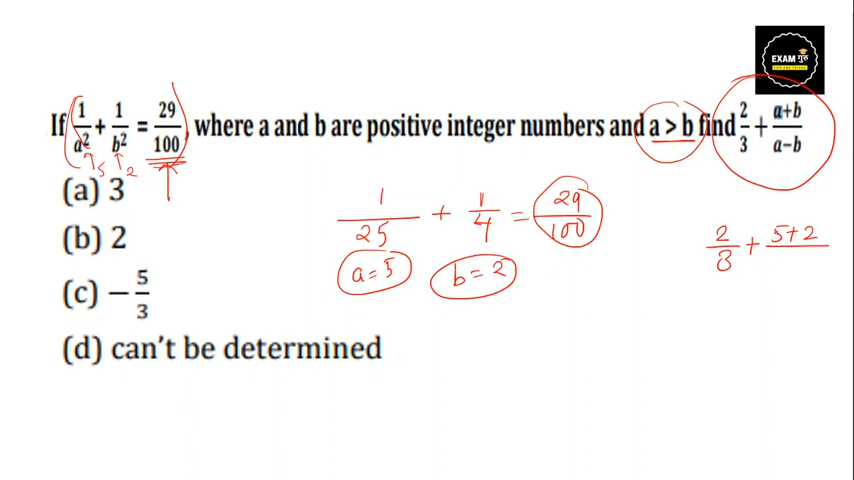 EXAM गुरु
If 1/a² + 1/b² = 29/100, where a and b are positive integer numbers and a > b find 2/3 + a+b/a−b
5 2
(a) 3
1/25 + 1/4 = 29/100
(b) 2
2/3 + 5+2
a=5 b=2
(c) −5/3
(d) can't be determined